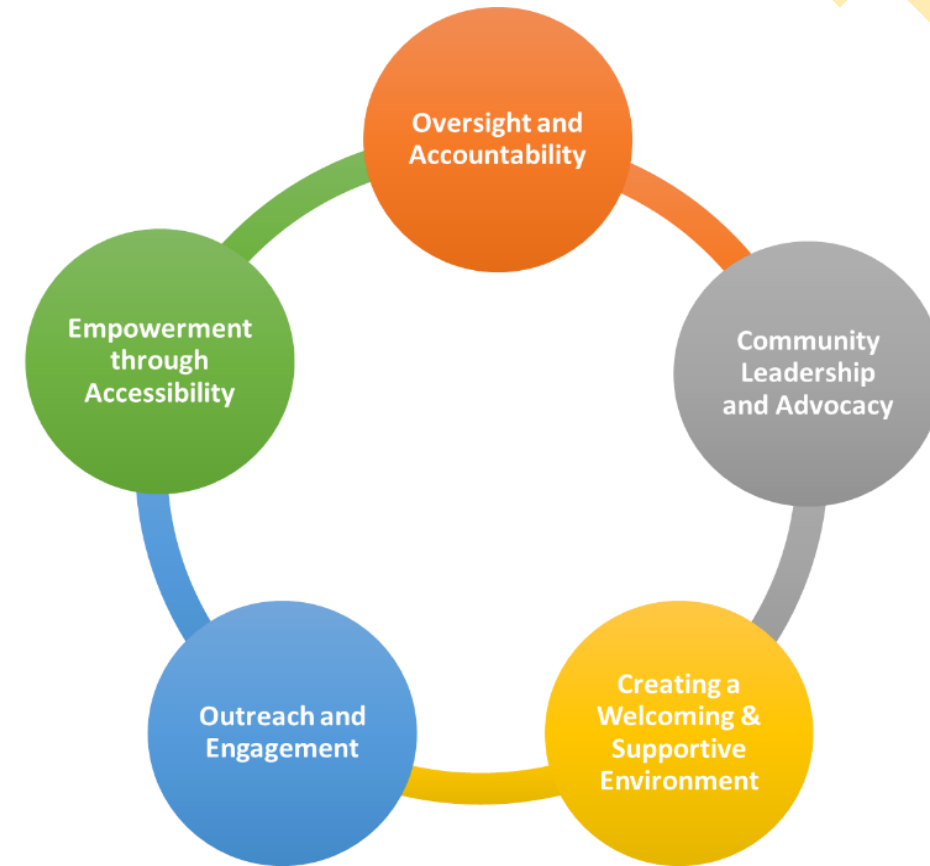 Oversight and
Accountability
Community
Leadership
and Advocacy
Creating a
Welcoming &
Supportive
Environment
Outreach and
Engagement
Empowerment
through
Accessibility